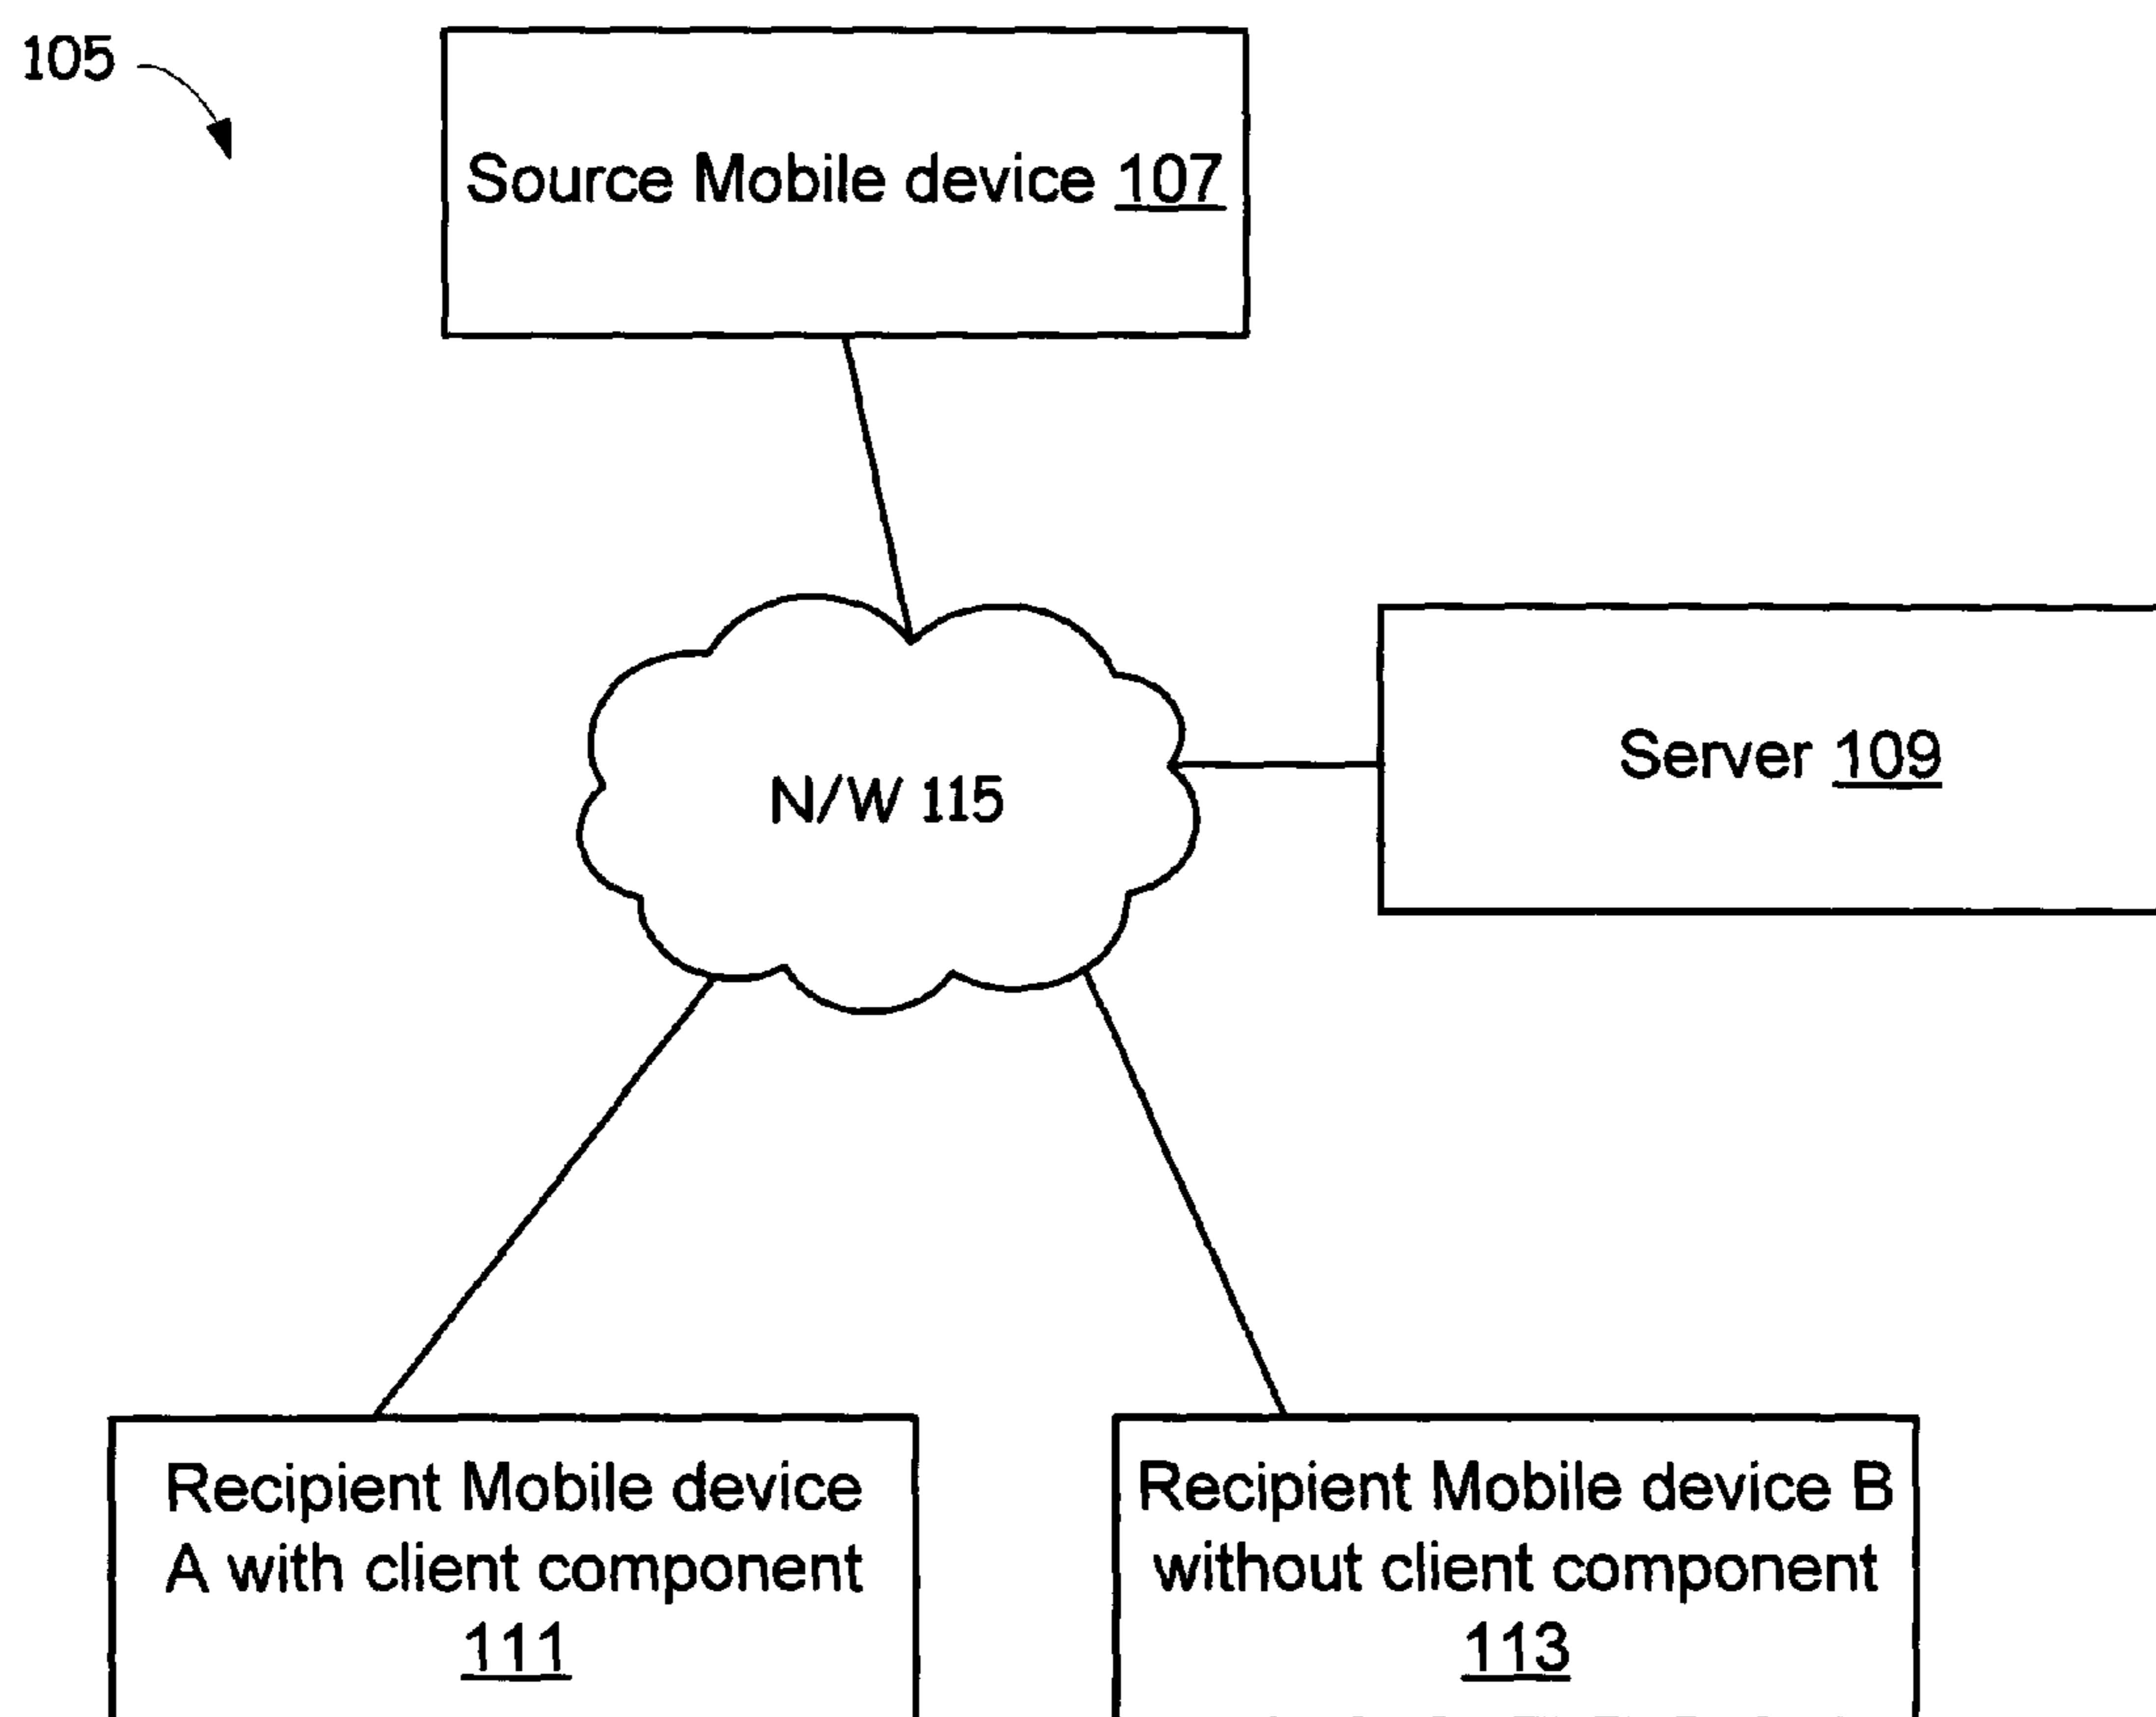 105
Source Mobile device 107
N/W 115
Server 109
Recipient Mobile device
A with client component
111
Recipient Mobile device B
without client component
113